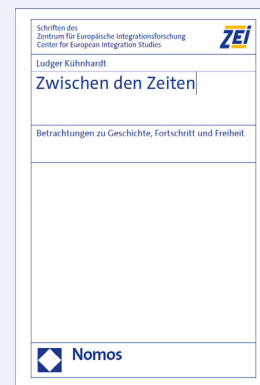 Schriften des
Zentrum für Europäische Integrationsforschung
Center for European Integration Studies
ZEI
Ludger Kühnhardt
Zwischen den Zeiten
Betrachtungen zu Geschichte, Fortschritt und Freiheit
Nomos